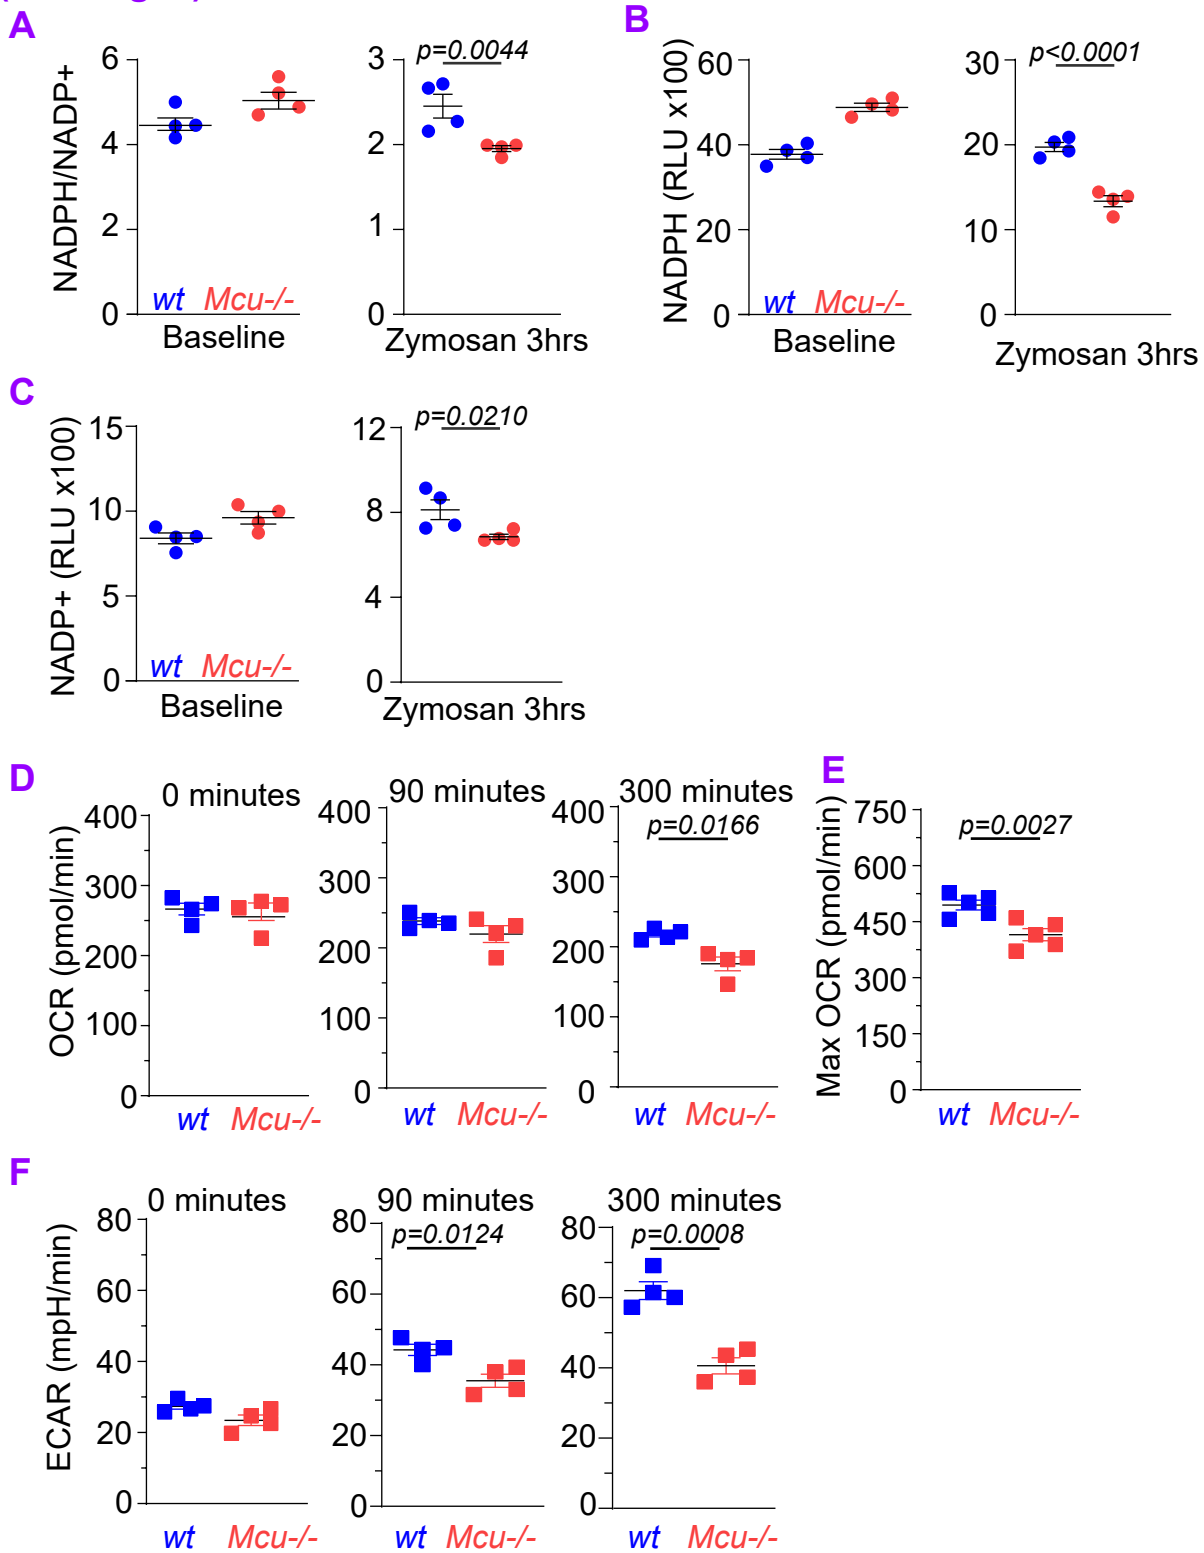 A
B
NADPH/NADP+
6
4
2
0
wt Mcu-/-
Baseline
p=0.0044
3
2
1
0
Zymosan 3hrs
NADPH (RLU x100)
60
40
20
0
wt Mcu-/-
Baseline
p<0.0001
30
20
10
0
Zymosan 3hrs
C
NADP+ (RLU x100)
15
10
5
0
wt Mcu-/-
Baseline
p=0.0210
12
8
4
0
Zymosan 3hrs
D
OCR (pmol/min)
0 minutes
400
300
200
100
0
wt Mcu-/-
90 minutes
400
300
200
100
0
wt Mcu-/-
300 minutes
p=0.0166
400
300
200
100
0
wt Mcu-/-
E
Max OCR (pmol/min)
p=0.0027
750
600
450
300
150
0
wt Mcu-/-
F
ECAR (mpH/min)
0 minutes
80
60
40
20
0
wt Mcu-/-
90 minutes
p=0.0124
80
60
40
20
0
wt Mcu-/-
300 minutes
p=0.0008
80
60
40
20
0
wt Mcu-/-